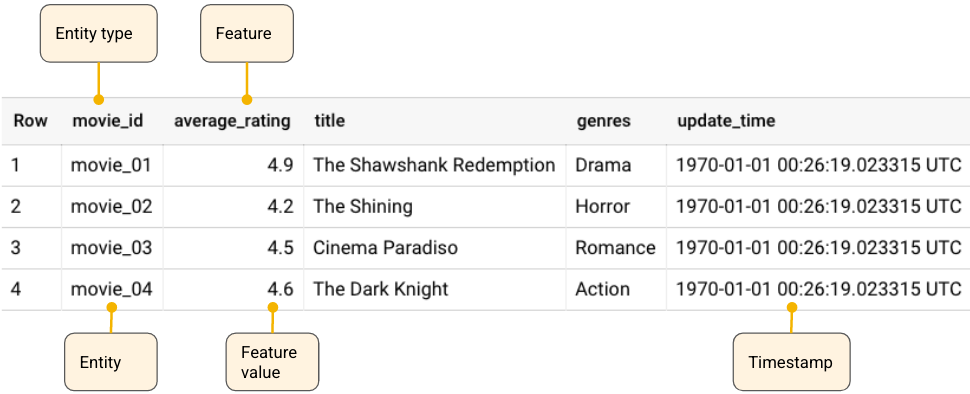 Entity type Feature
Row movie_id average_rating title genres update_time
1 movie_01 4.9 The Shawshank Redemption Drama 1970-01-01 00:26:19.023315 UTC
2 movie_02 4.2 The Shining Horror 1970-01-01 00:26:19.023315 UTC
3 movie_03 4.5 Cinema Paradiso Romance 1970-01-01 00:26:19.023315 UTC
4 movie_04 4.6 The Dark Knight Action 1970-01-01 00:26:19.023315 UTC
Entity
Feature
value
Timestamp